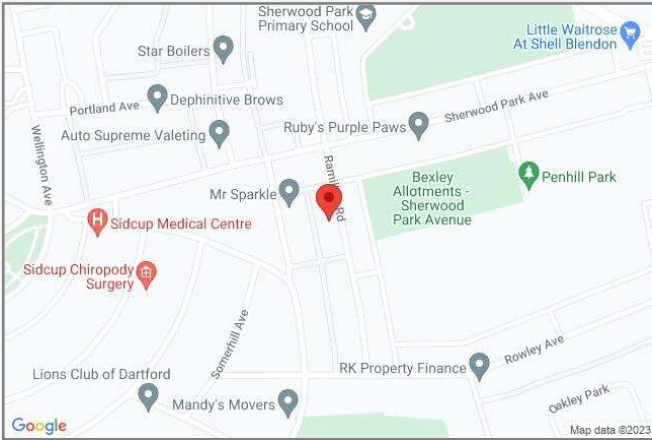 Sherwood Park
Primary School
Little Waitrose
At Shell Blendon
Star Boilers
Portland Ave
Dephinitive Brows
Sherwood Park Ave
Wellington Ave
Auto Supreme Valeting
Ruby's Purple Paws
Rd
Bexley
Allotments -
Sherwood
Park Avenue
Penhill Park
Mr Sparkle
Sidcup Medical Centre
Sidcup Chiropody
Surgery
Somerhill Ave
RK Property Finance
Rowley Ave
Lions Club of Dartford
Mandy's Movers
Oakley Park
Google
Map data ©2023